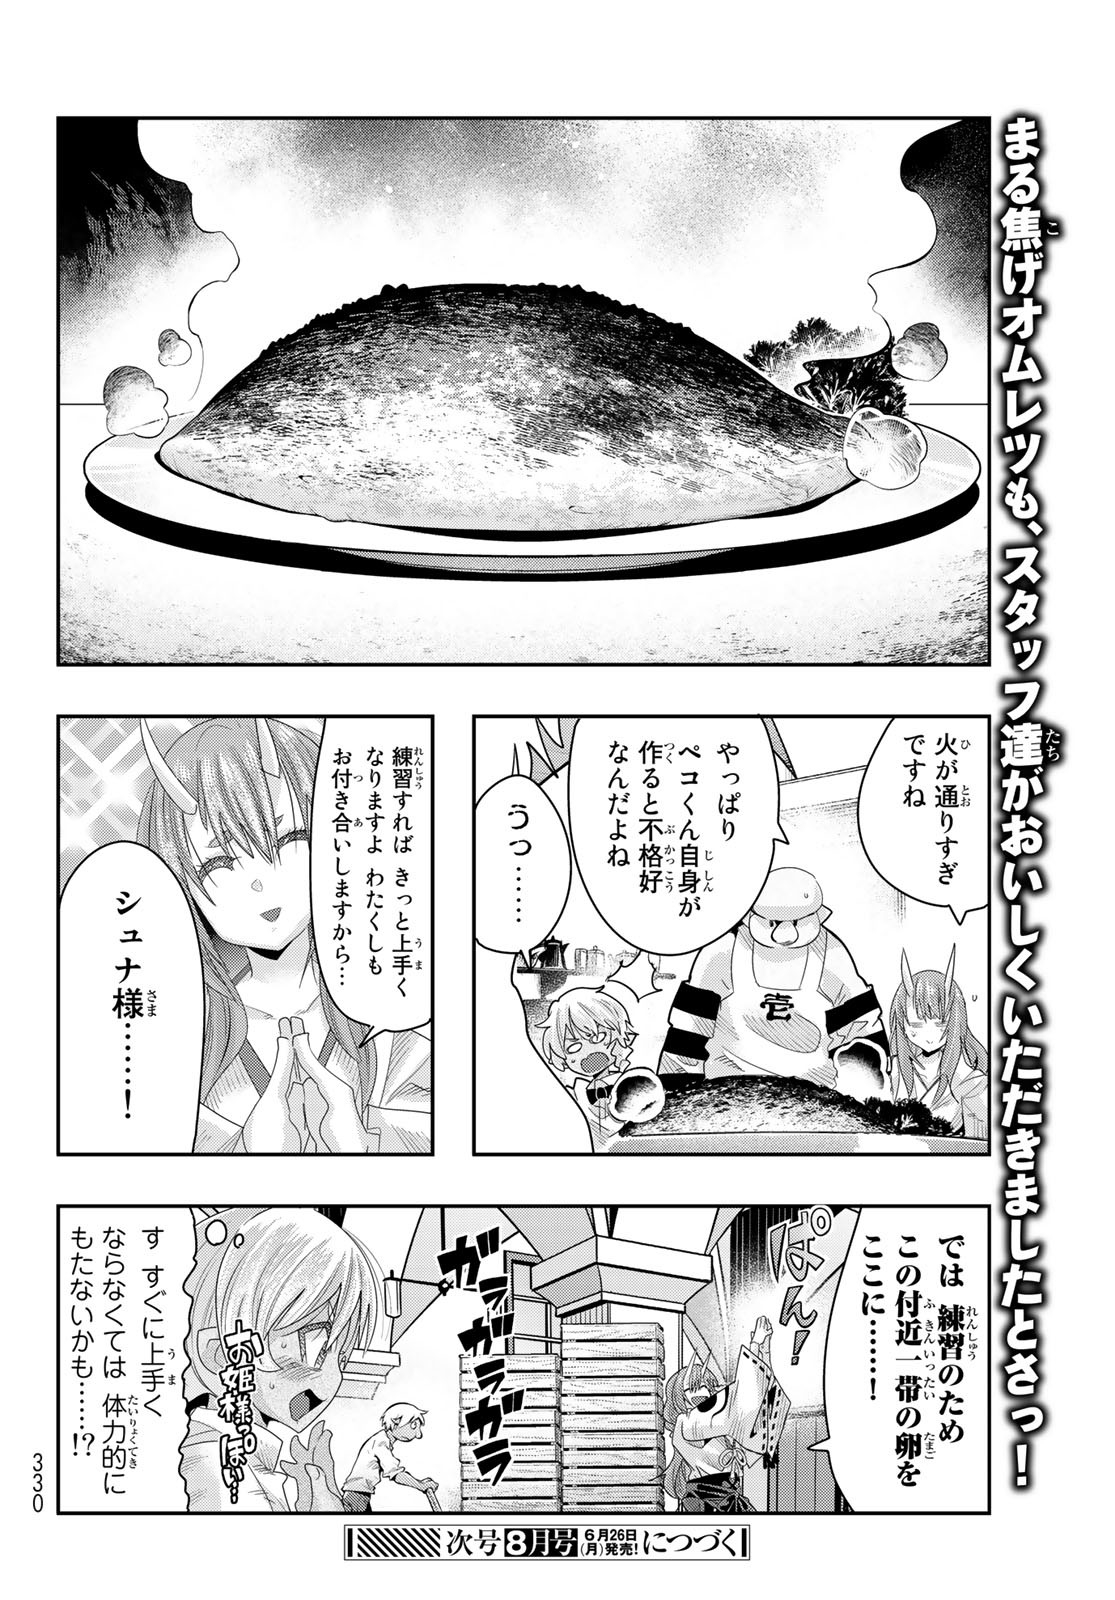 まる焦げオムレツも、スタッフ達がおいしくいただきましたとさっ!
火が通りすぎ
ですね
やっぱり
ペコくん自身が
作ると不格好
なんだよね
うっ……
壱
練習すれば きっと上手く
なりますよ わたくしも
お付き合いしますから…
シュナ様……!
では 練習のため
この付近一帯の卵を
ここに……!
ぱん!
ガラガラガラ
お姫様っぽい…
す すぐに上手く
ならなくては 体力的に
もたないかも……!?
次号8月号 6月26日(月)発売! につづく
330